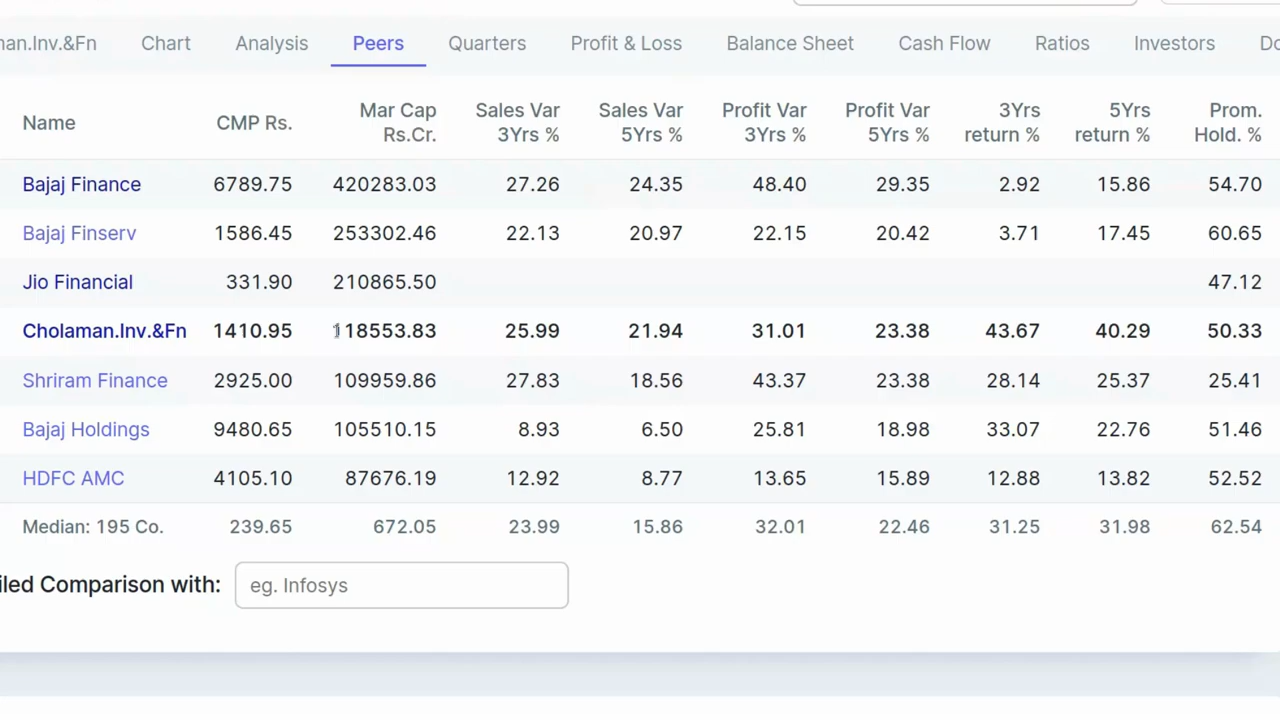 nan.Inv.&Fn Chart Analysis Peers Quarters Profit & Loss Balance Sheet Cash Flow Ratios Investors Do
Name CMP Rs. Mar Cap Rs.Cr. Sales Var 3Yrs % Sales Var 5Yrs % Profit Var 3Yrs % Profit Var 5Yrs % 3Yrs return % 5Yrs return % Prom. Hold. %
Bajaj Finance 6789.75 420283.03 27.26 24.35 48.40 29.35 2.92 15.86 54.70
Bajaj Finserv 1586.45 253302.46 22.13 20.97 22.15 20.42 3.71 17.45 60.65
Jio Financial 331.90 210865.50 47.12
Cholaman.Inv.&Fn 1410.95 118553.83 25.99 21.94 31.01 23.38 43.67 40.29 50.33
Shriram Finance 2925.00 109959.86 27.83 18.56 43.37 23.38 28.14 25.37 25.41
Bajaj Holdings 9480.65 105510.15 8.93 6.50 25.81 18.98 33.07 22.76 51.46
HDFC AMC 4105.10 87676.19 12.92 8.77 13.65 15.89 12.88 13.82 52.52
Median: 195 Co. 239.65 672.05 23.99 15.86 32.01 22.46 31.25 31.98 62.54
iled Comparison with: eg. Infosys